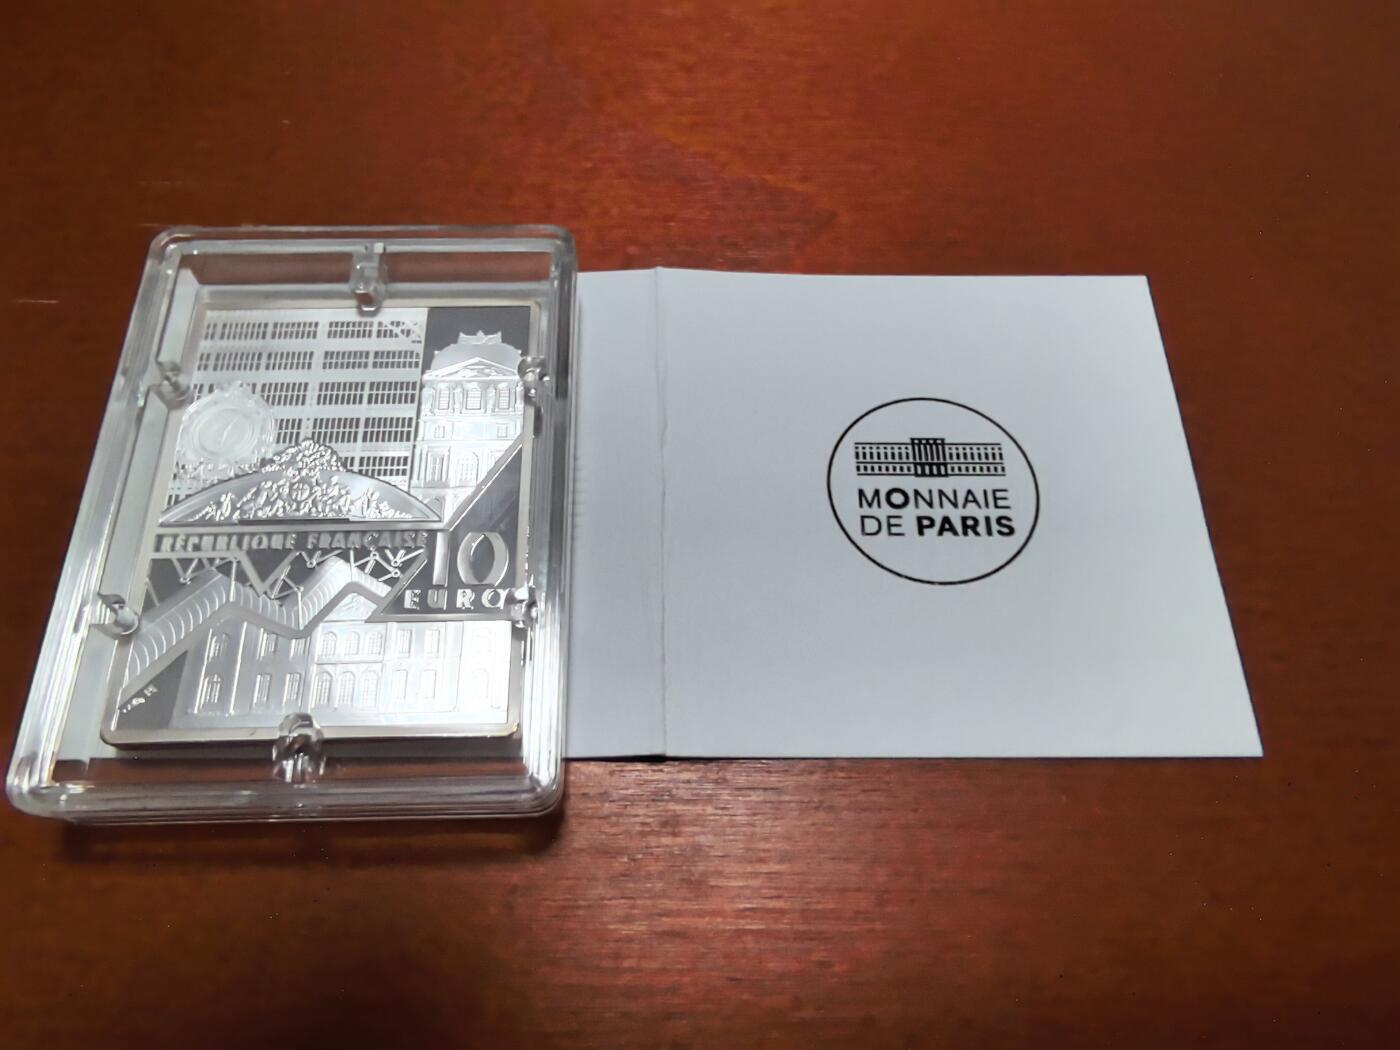 RÉPUBLIQUE FRANÇAISE
10
EURO
MONNAIE
DE PARIS